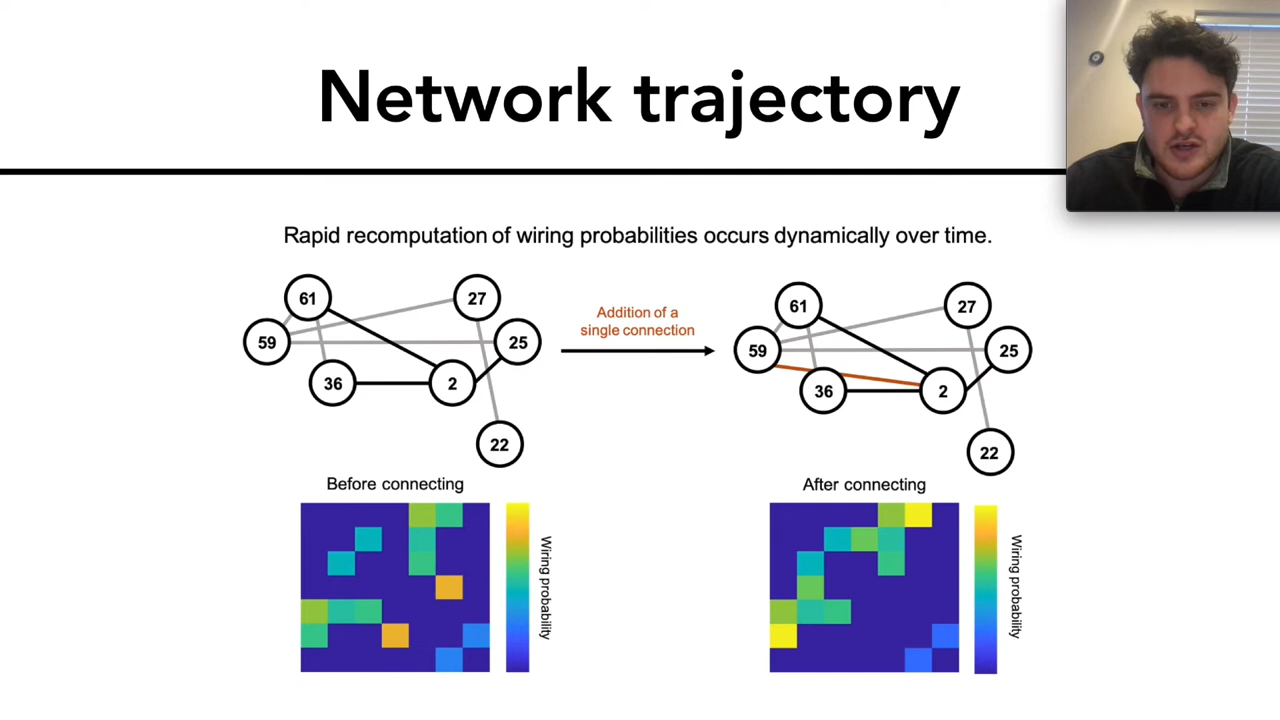 Network trajectory
Rapid recomputation of wiring probabilities occurs dynamically over time.
61
27
59
25
36
2
22
Addition of a
single connection
61
27
59
25
36
2
22
Before connecting
Wiring probability
After connecting
Wiring probability